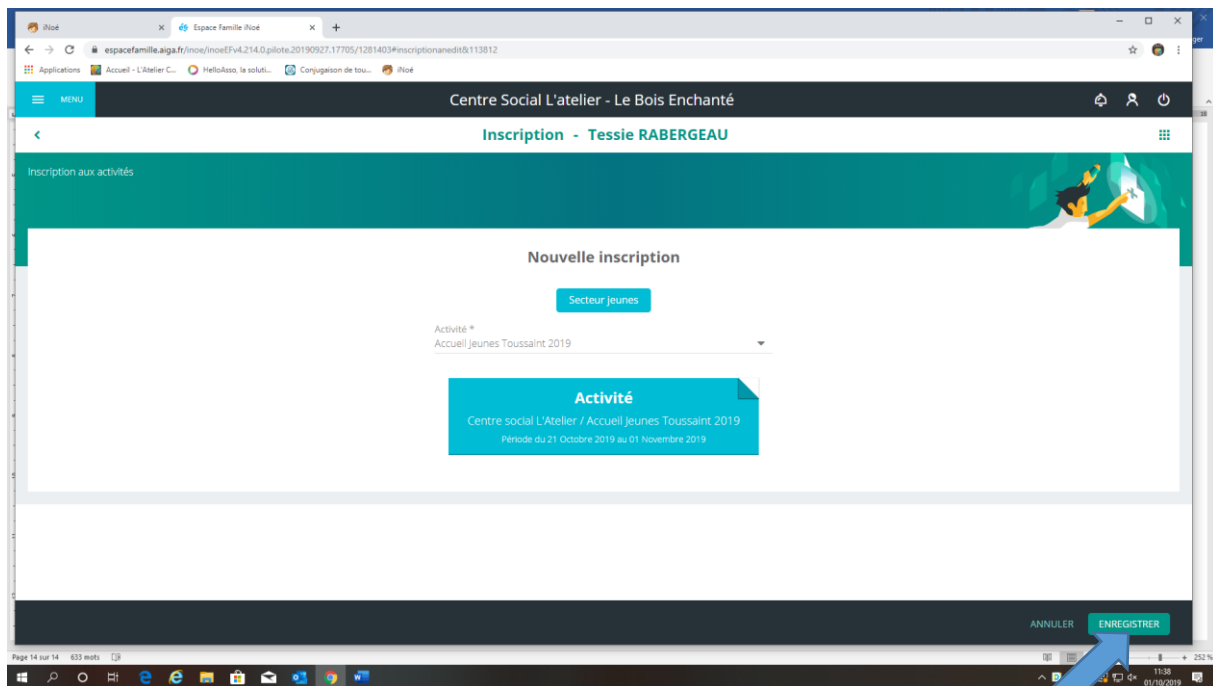 iNoé
Espace Famille iNoé
ger
espacefamille.aiga.fr/inoe/inoeEFv4.214.0.pilote.20190927.17705/1281403#inscriptionanedit&113812
Applications Accueil - L'Atelier C... HelloAsso, la soluti... Conjugaison de tou... iNoé
MENU
Centre Social L'atelier - Le Bois Enchanté
18
Inscription - Tessie RABERGEAU
Inscription aux activités
Nouvelle inscription
Secteur jeunes
Activité *
Accueil Jeunes Toussaint 2019
Activité
Centre social L'Atelier / Accueil Jeunes Toussaint 2019
Période du 21 Octobre 2019 au 01 Novembre 2019
ANNULER ENREGISTRER
Page 14 sur 14 633 mots
252 %
11:38
01/10/2019